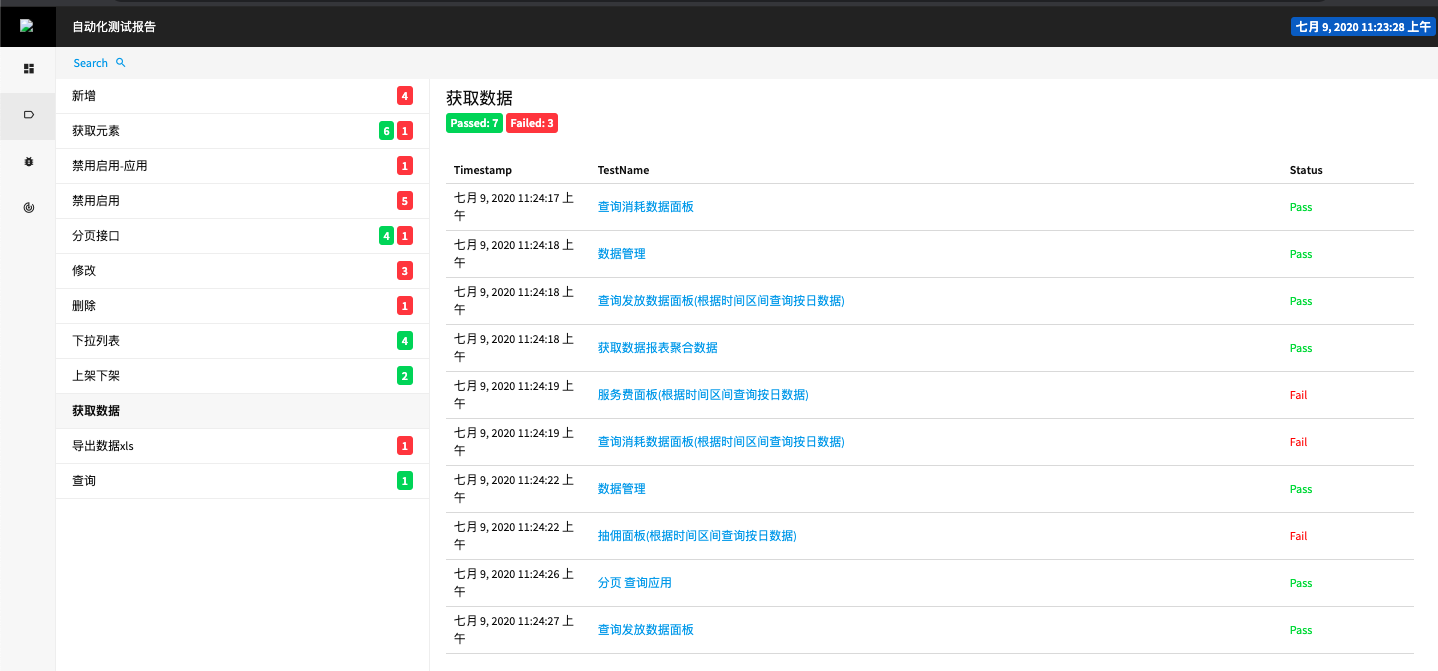 自动化测试报告
七月 9, 2020 11:23:28 上午
Search
新增 4
获取元素 6 1
禁用启用-应用 1
禁用启用 5
分页接口 4 1
修改 3
删除 1
下拉列表 4
上架下架 2
获取数据
导出数据xls 1
查询 1
获取数据
Passed: 7 Failed: 3
Timestamp TestName Status
七月 9, 2020 11:24:17 上
午
查询消耗数据面板 Pass
七月 9, 2020 11:24:18 上
午
数据管理 Pass
七月 9, 2020 11:24:18 上
午
查询发放数据面板(根据时间区间查询按日数据) Pass
七月 9, 2020 11:24:18 上
午
获取数据报表聚合数据 Pass
七月 9, 2020 11:24:19 上
午
服务费面板(根据时间区间查询按日数据) Fail
七月 9, 2020 11:24:19 上
午
查询消耗数据面板(根据时间区间查询按日数据) Fail
七月 9, 2020 11:24:22 上
午
数据管理 Pass
七月 9, 2020 11:24:22 上
午
抽佣面板(根据时间区间查询按日数据) Fail
七月 9, 2020 11:24:26 上
午
分页 查询应用 Pass
七月 9, 2020 11:24:27 上
午
查询发放数据面板 Pass